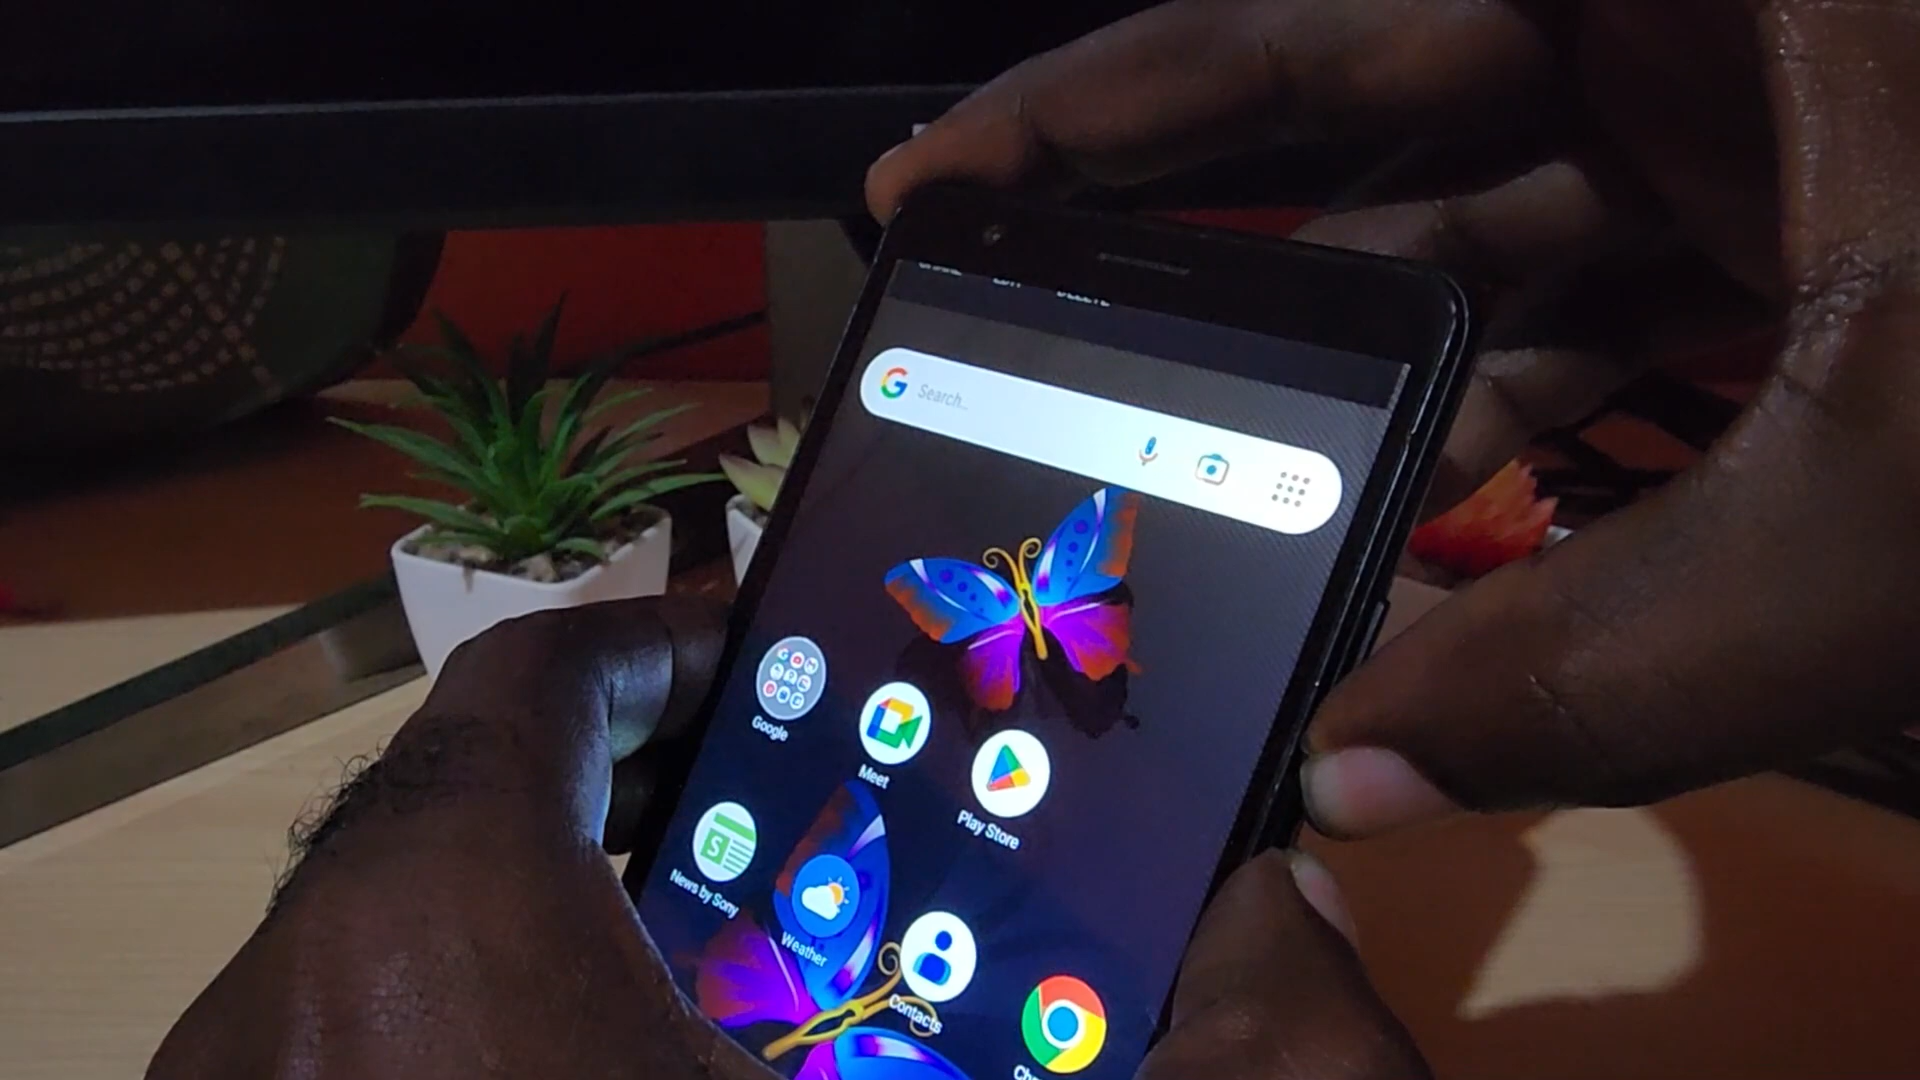 Search...
Google
Meet
Play Store
News by Sony
Weather
Contacts